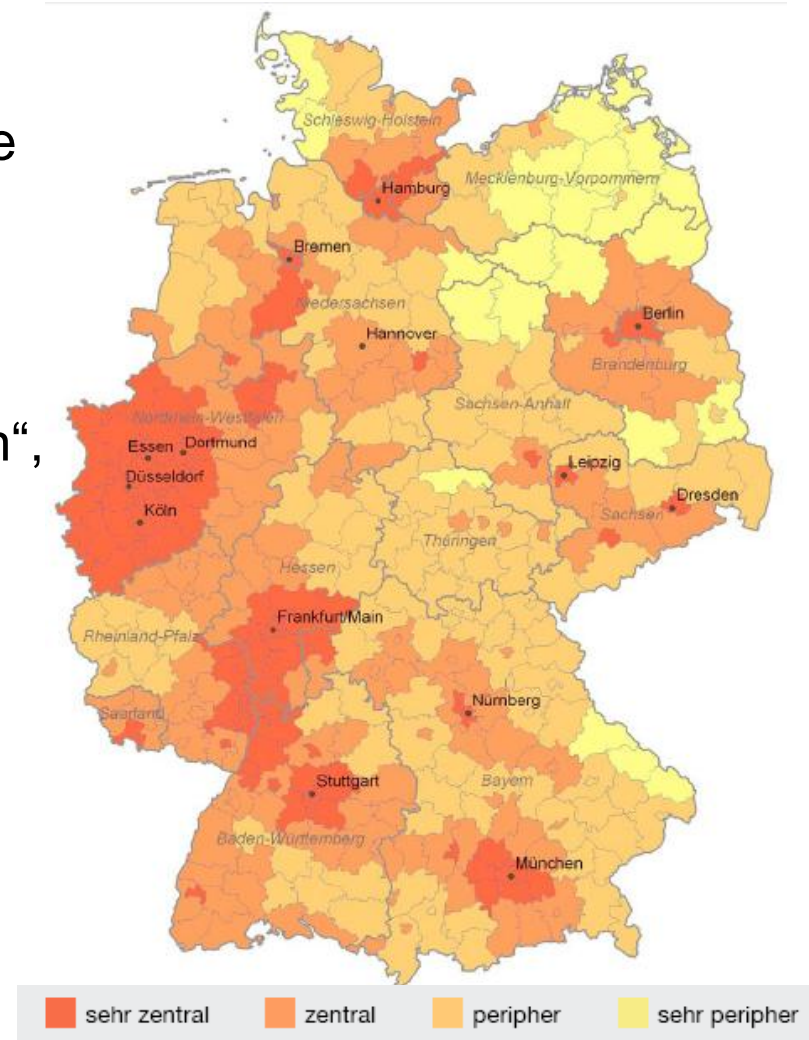 e
Schleswig-Holstein
Mecklenburg-Vorpommern
Hamburg
Bremen
Niedersachsen
Berlin
Hannover
Brandenburg
Sachsen-Anhalt
Nordrhein-Westfalen
n“,
Essen
Dortmund
Leipzig
Düsseldorf
Dresden
Köln
Sachsen
Thüringen
Hessen
Frankfurt/Main
Rheinland-Pfalz
Nürnberg
Saarland
Stuttgart
Bayern
Baden-Württemberg
München
sehr zentral
zentral
peripher
sehr peripher